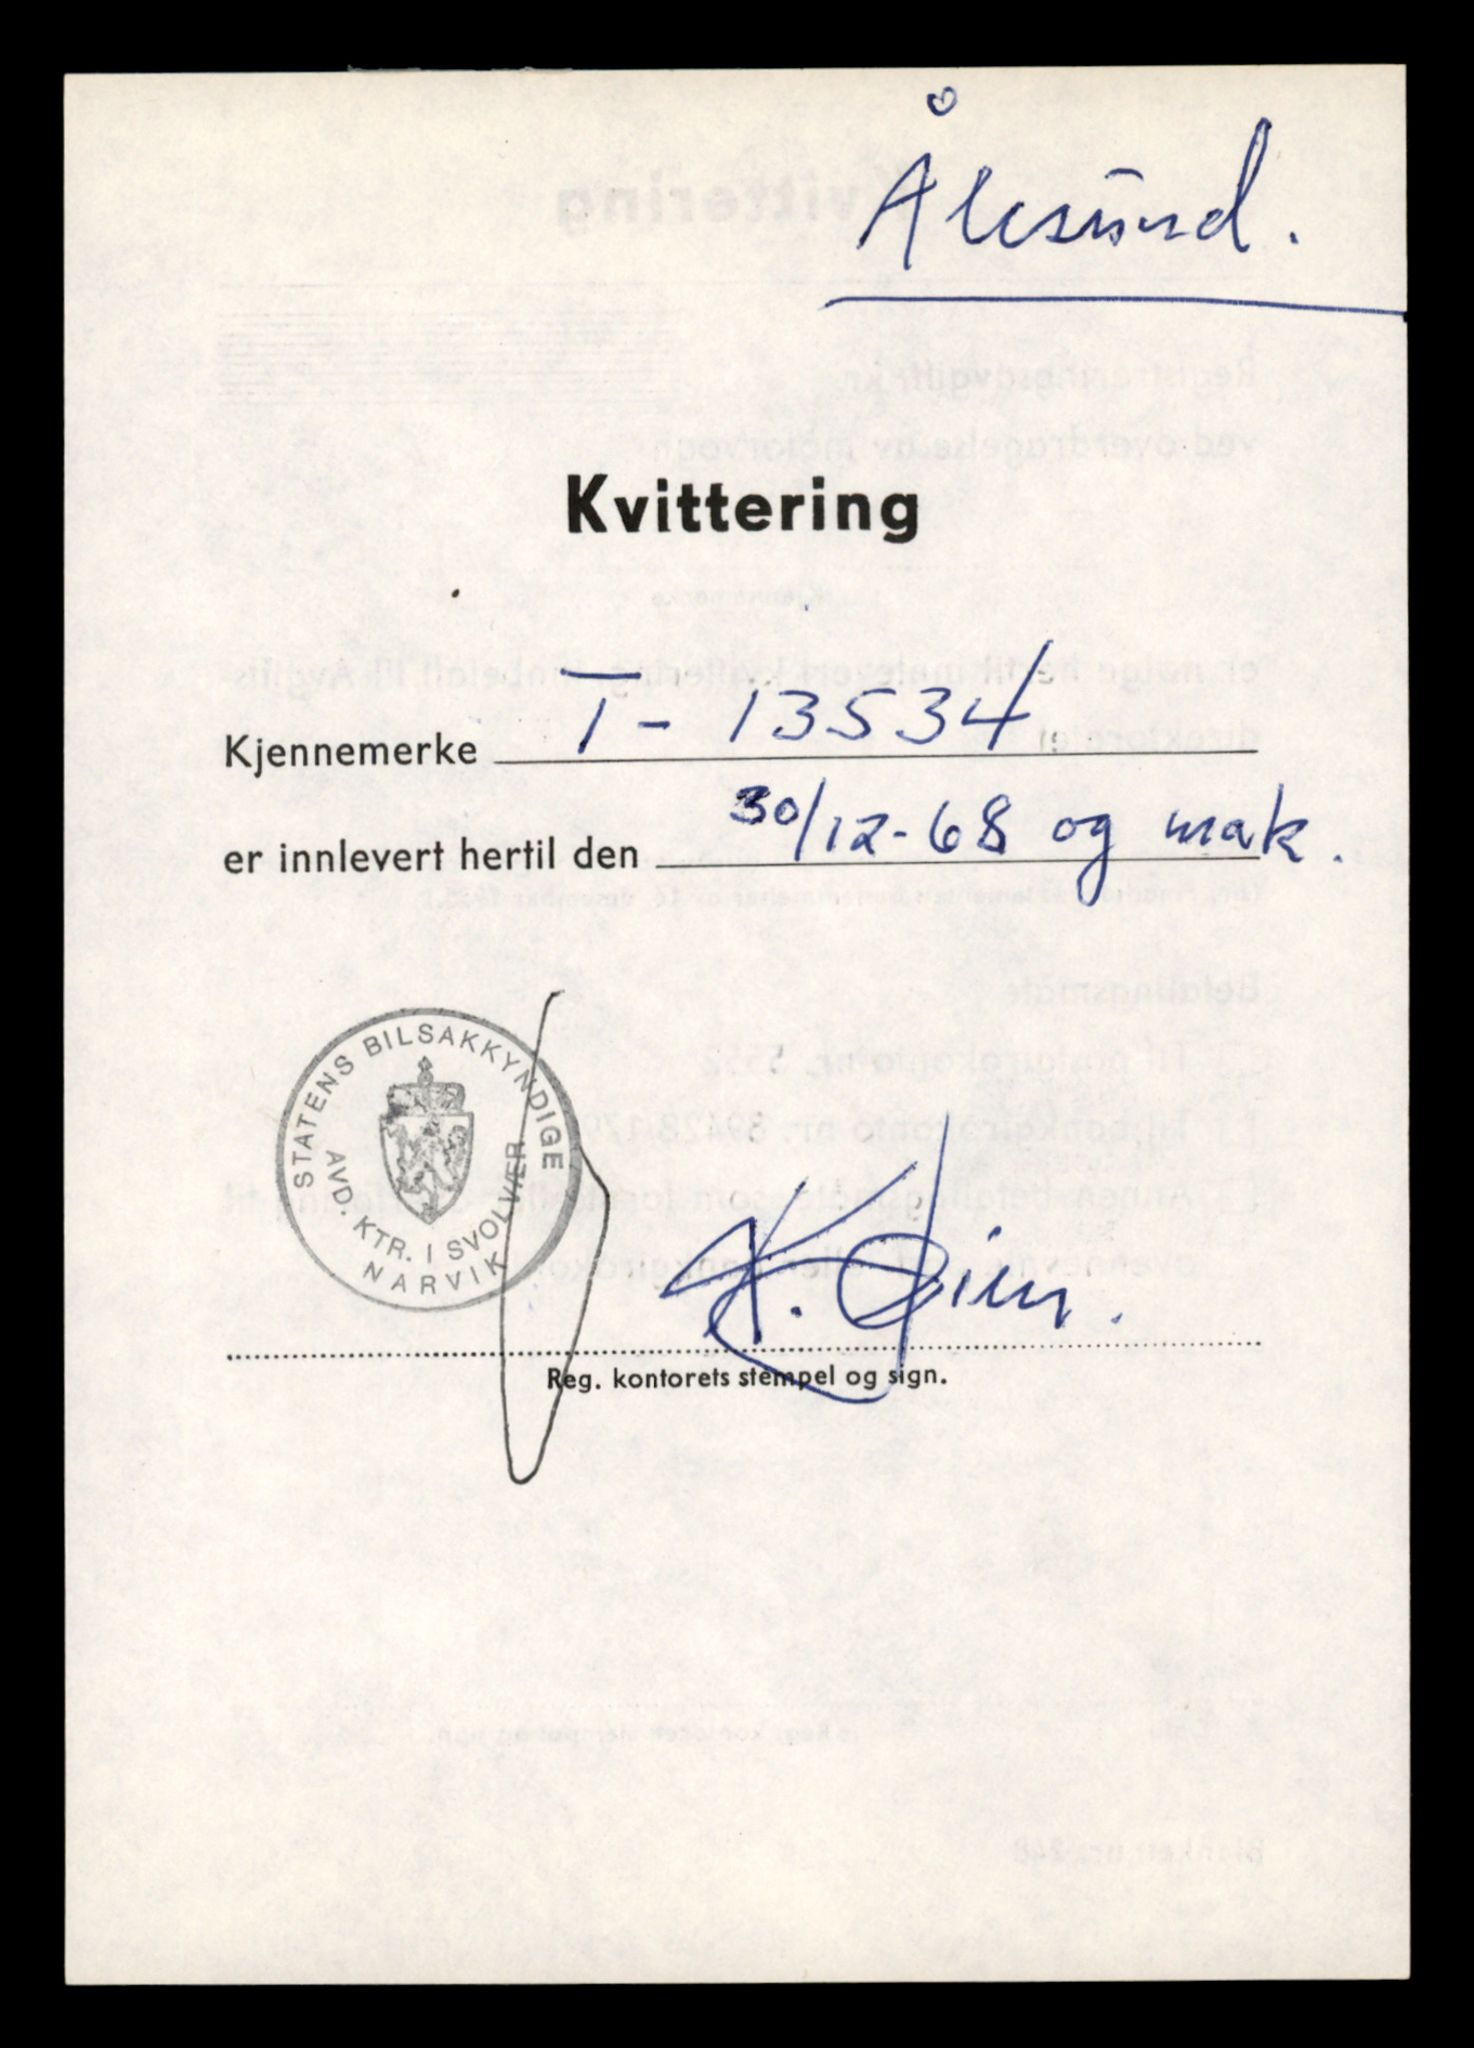 Ålesund.
Kvittering
Kjennemerke T - 13534
er innlevert hertil den 30/12-68 og mak.
STATENS BILSAKKYNDIGE
AVD. KTR. I SVOLVÆR
NARVIK
K. Øien.
Reg. kontorets stempel og sign.